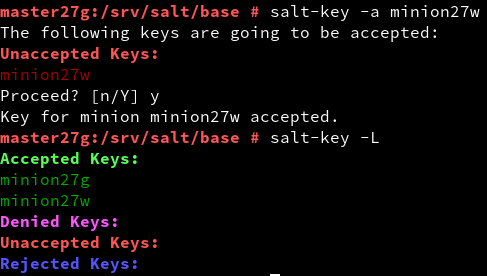 master27g:/srv/salt/base # salt-key -a minion27w
The following keys are going to be accepted:
Unaccepted Keys:
minion27w
Proceed? [n/Y] y
Key for minion minion27w accepted.
master27g:/srv/salt/base # salt-key -L
Accepted Keys:
minion27g
minion27w
Denied Keys:
Unaccepted Keys:
Rejected Keys: